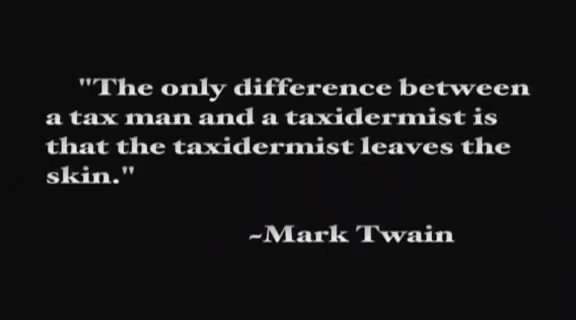 "The only difference between
a tax man and a taxidermist is
that the taxidermist leaves the
skin."
~Mark Twain